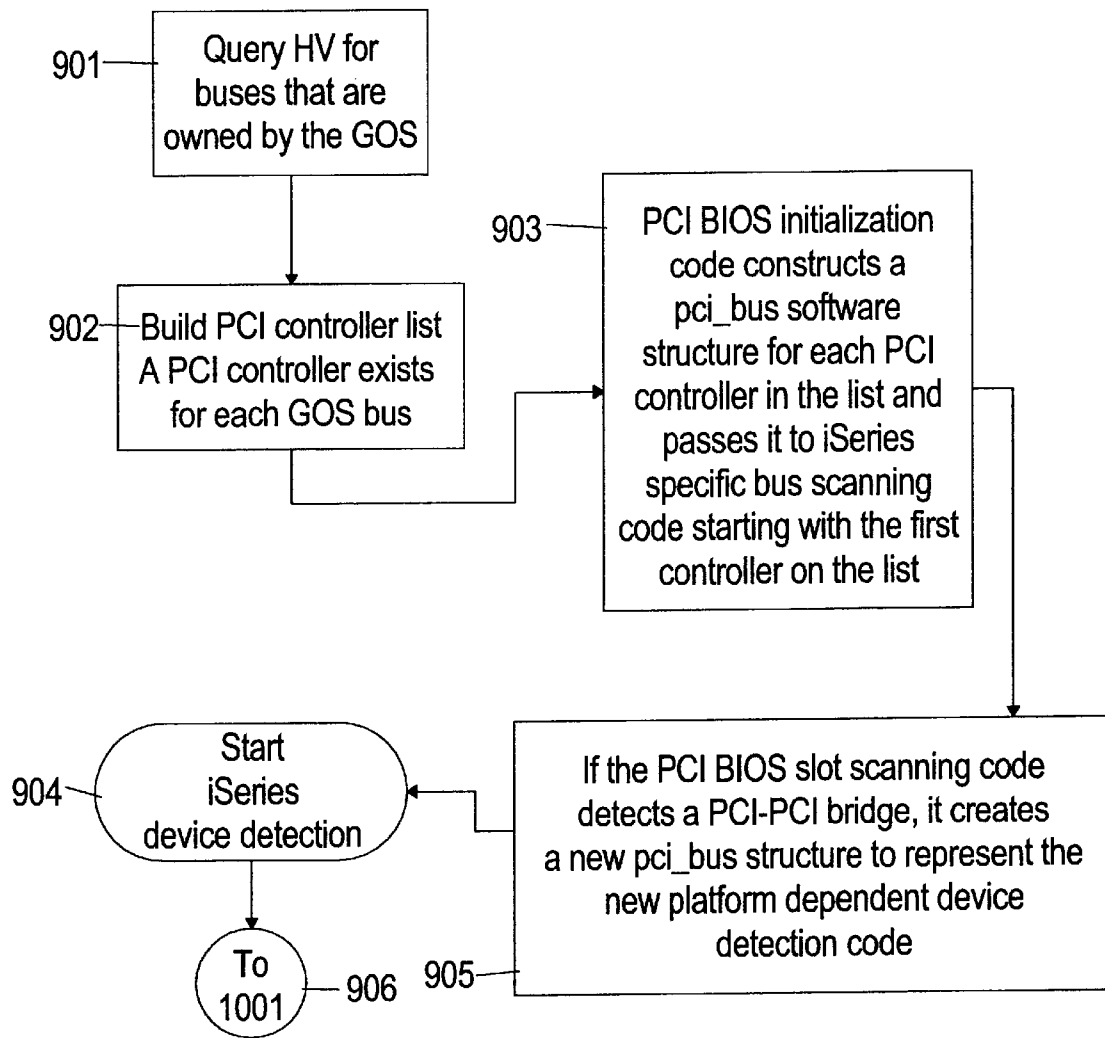 901
Query HV for
buses that are
owned by the GOS
902
Build PCI controller list
A PCI controller exists
for each GOS bus
903
PCI BIOS initialization
code constructs a
pci_bus software
structure for each PCI
controller in the list and
passes it to iSeries
specific bus scanning
code starting with the first
controller on the list
904
Start
iSeries
device detection
If the PCI BIOS slot scanning code
detects a PCI-PCI bridge, it creates
a new pci_bus structure to represent the
new platform dependent device
detection code
905
To
1001
906